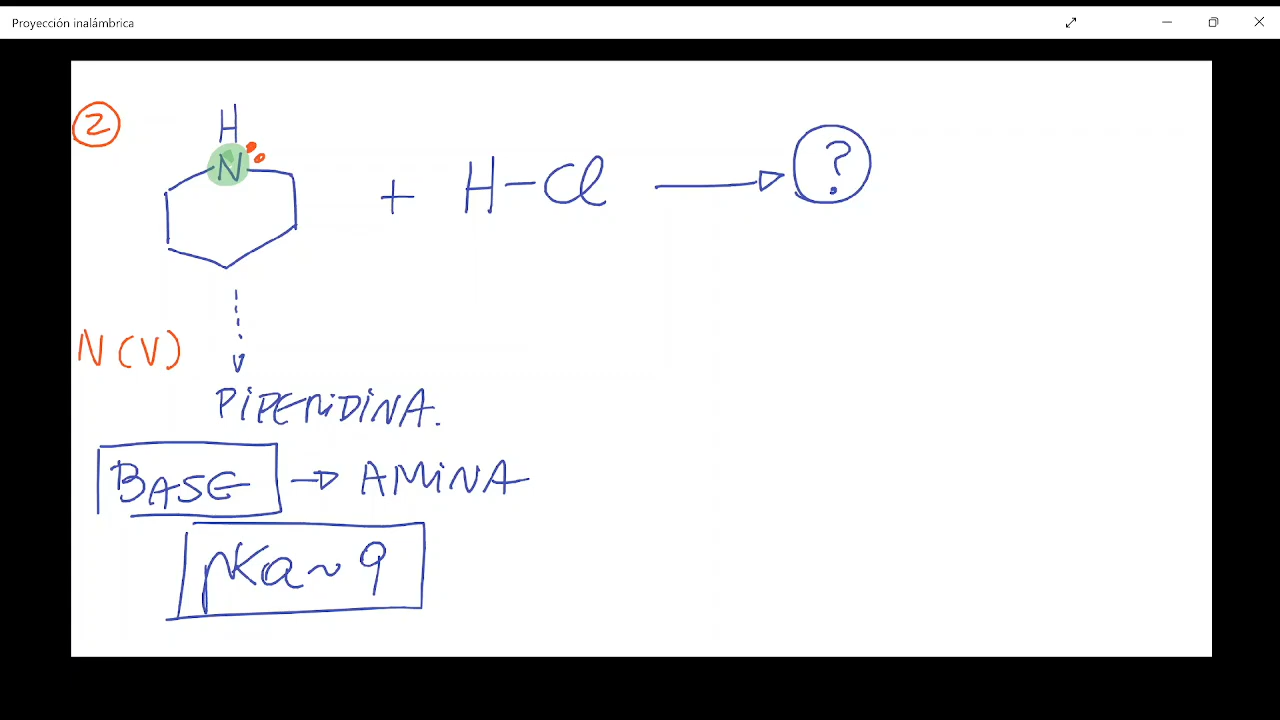 Proyección inalámbrica
2
H
N
+ H-Cl
?
N(V)
PiPERiDiNA.
BASE → AMiNA
pKa ~ 9